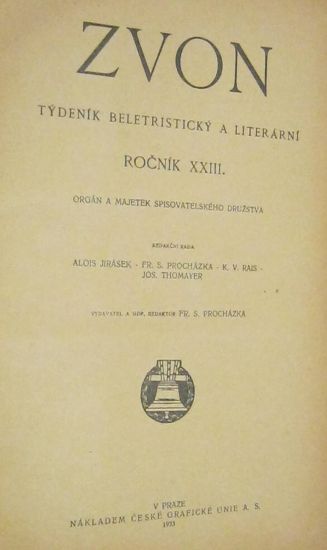 ZVON
TÝDENÍK BELETRISTICKÝ A LITERÁRNÍ
ROČNÍK XXIII.
ORGÁN A MAJETEK SPISOVATELSKÉHO DRUŽSTVA
REDAKČNÍ RADA
ALOIS JIRÁSEK - FR. S. PROCHÁZKA - K. V. RAIS -
JOS. THOMAYER
VYDAVATEL A ODP. REDAKTOR FR. S. PROCHÁZKA
V PRAZE
NÁKLADEM ČESKÉ GRAFICKÉ UNIE A. S.
1923